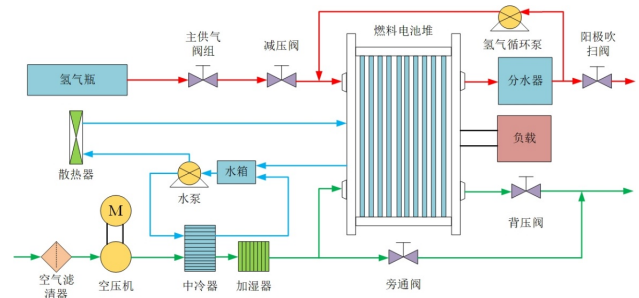 主供气
阀组
减压阀
燃料电池堆
氢气循环泵
阳极吹
扫阀
氢气瓶
分水器
负载
散热器
水泵
水箱
M
背压阀
空气滤
清器
空压机
中冷器
加湿器
旁通阀